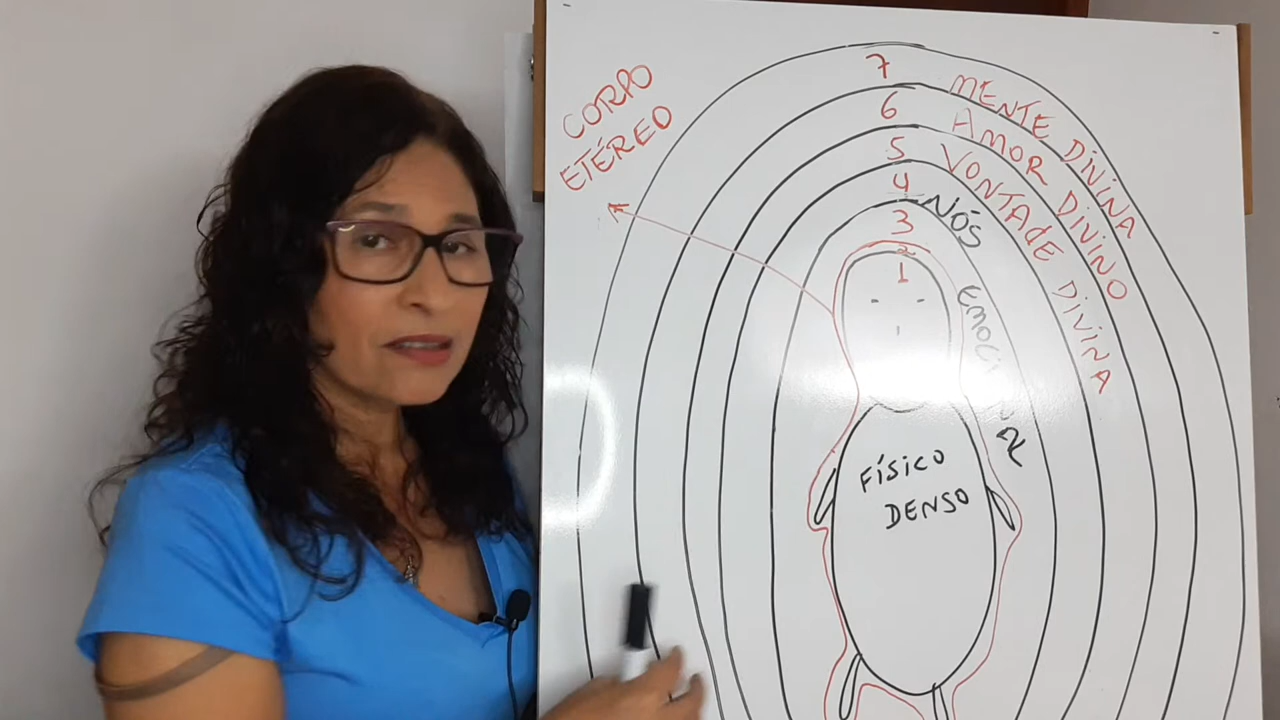 CORPO
ETÉREO
7 MENTE DIVINA
6 AMOR DIVINO
5 VONTADE DIVINA
4 NÓS
3
2
1
FÍSICO
DENSO